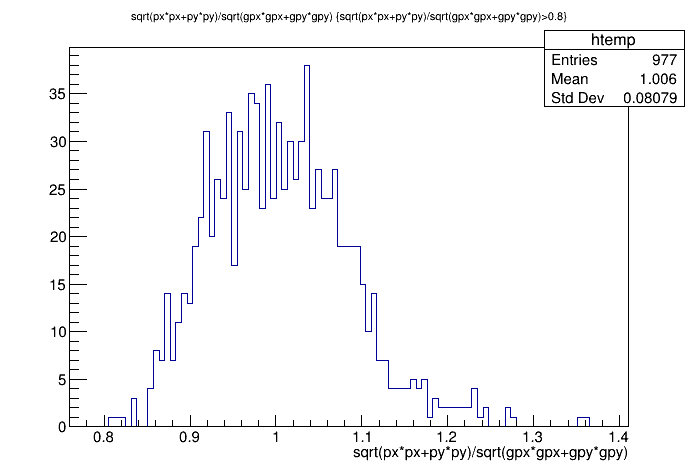 sqrt(px*px+py*py)/sqrt(gpx*gpx+gpy*gpy) {sqrt(px*px+py*py)/sqrt(gpx*gpx+gpy*gpy)>0.8}
htemp
Entries 977
Mean 1.006
Std Dev 0.08079
35
30
25
20
15
10
5
0
0.8 0.9 1 1.1 1.2 1.3 1.4
sqrt(px*px+py*py)/sqrt(gpx*gpx+gpy*gpy)